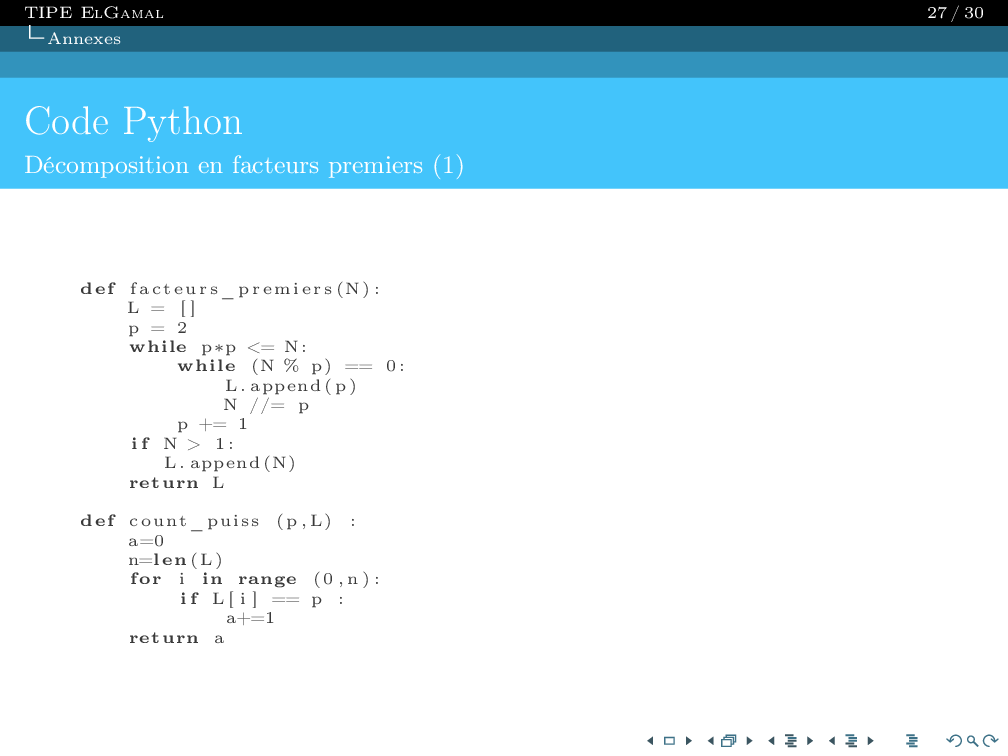 TIPE ElGamal
27 / 30
Annexes
Code Python
Décomposition en facteurs premiers (1)
def facteurs_premiers(N):
    L = []
    p = 2
    while p*p <= N:
        while (N % p) == 0:
            L.append(p)
            N //= p
        p += 1
    if N > 1:
       L.append(N)
    return L
def count_puiss (p,L) :
    a=0
    n=len(L)
    for i in range (0,n):
        if L[i] == p :
            a+=1
    return a